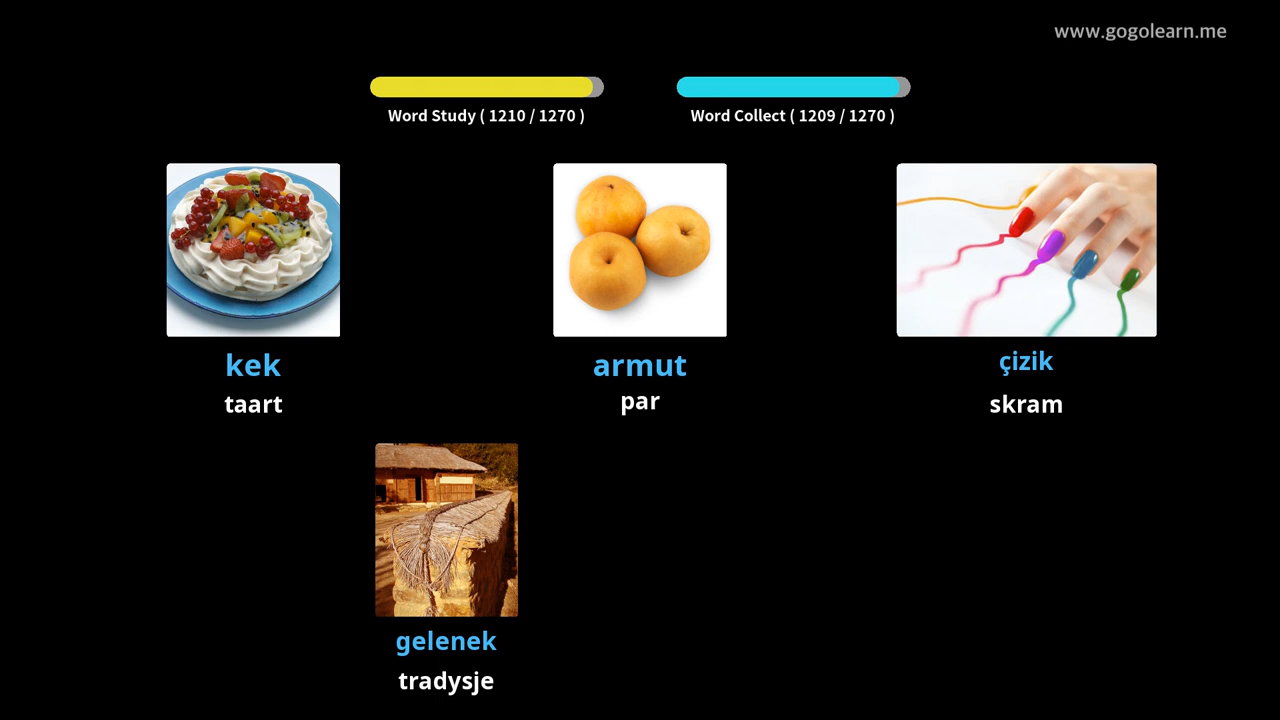 www.gogolearn.me
Word Study ( 1210 / 1270 )
Word Collect ( 1209 / 1270 )
kek
taart
armut
par
çizik
skram
gelenek
tradysje